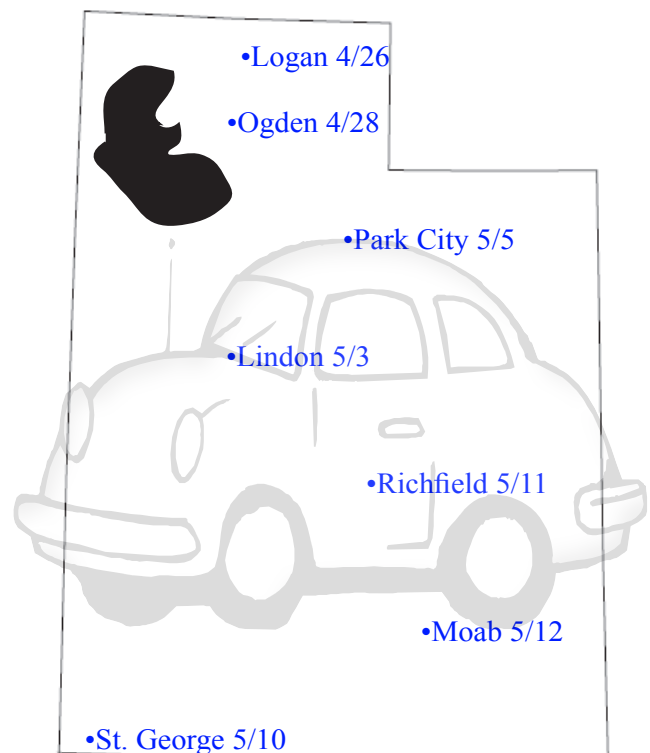 •Logan 4/26
•Ogden 4/28
•Park City 5/5
•Lindon 5/3
•Richfield 5/11
•Moab 5/12
•St. George 5/10